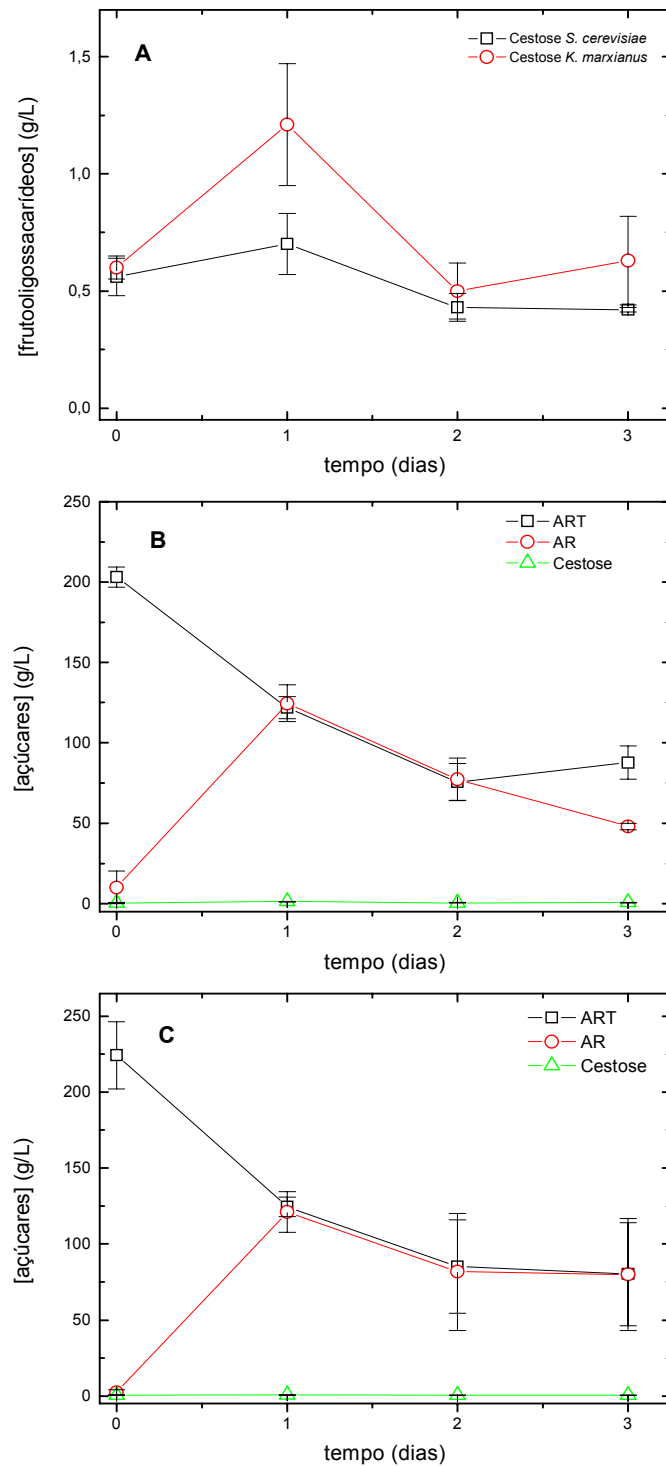 A
Cestose S. cerevisiae
Cestose K. marxianus
1,5
1,0
0,5
0,0
[frutooligossacarídeos] (g/L)
0 1 2 3
tempo (dias)
B
ART
AR
Cestose
250
200
150
100
50
0
[açúcares] (g/L)
0 1 2 3
tempo (dias)
C
ART
AR
Cestose
250
200
150
100
50
0
[açúcares] (g/L)
0 1 2 3
tempo (dias)